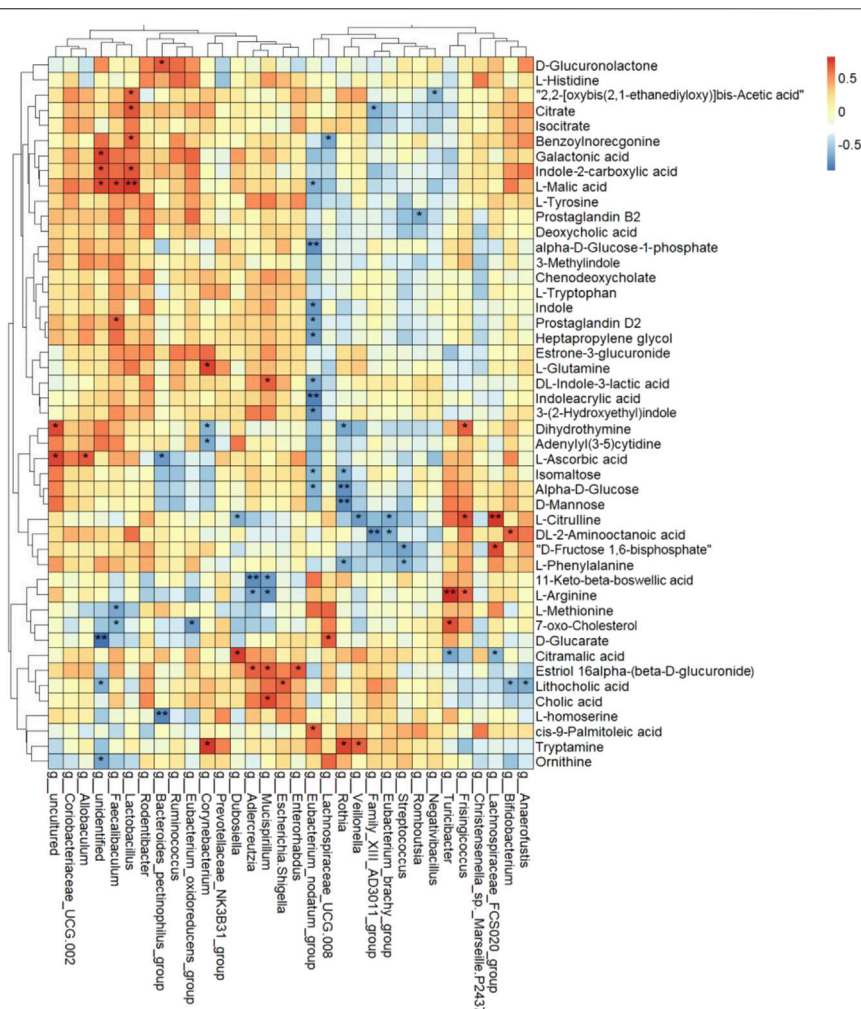 D-Glucuronolactone
L-Histidine
"2,2-[oxybis(2,1-ethanediyloxy)]bis-Acetic acid"
Citrate
Isocitrate
Benzoylnorecgonine
Galactonic acid
Indole-2-carboxylic acid
L-Malic acid
L-Tyrosine
Prostaglandin B2
Deoxycholic acid
alpha-D-Glucose-1-phosphate
3-Methylindole
Chenodeoxycholate
L-Tryptophan
Indole
Prostaglandin D2
Heptapropylene glycol
Estrone-3-glucuronide
L-Glutamine
DL-Indole-3-lactic acid
Indoleacrylic acid
3-(2-Hydroxyethyl)indole
Dihydrothymine
Adenylyl(3-5)cytidine
L-Ascorbic acid
Isomaltose
Alpha-D-Glucose
D-Mannose
L-Citrulline
DL-2-Aminooctanoic acid
"D-Fructose 1,6-bisphosphate"
L-Phenylalanine
11-Keto-beta-boswellic acid
L-Arginine
L-Methionine
7-oxo-Cholesterol
D-Glucarate
Citramalic acid
Estriol 16alpha-(beta-D-glucuronide)
Lithocholic acid
Cholic acid
L-homoserine
cis-9-Palmitoleic acid
Tryptamine
Ornithine
0.5
0
-0.5
g__uncultured
g__Coriobacteriaceae_UCG.002
g__Allobaculum
g__unidentified
g__Faecalibaculum
g__Lactobacillus
g__Rodentibacter
g__Bacteroides_pectinophilus_group
g__Ruminococcus
g__Eubacterium_oxidoreducens_group
g__Corynebacterium
g__Prevotellaceae_NK3B31_group
g__Dubosiella
g__Adlercreutzia
g__Mucispirillum
g__Escherichia.Shigella
g__Enterorhabdus
g__Eubacterium_nodatum_group
g__Lachnospiraceae_UCG.008
g__Rothia
g__Veillonella
g__Family_XIII_AD3011_group
g__Eubacterium_brachy_group
g__Streptococcus
g__Romboutsia
g__Negativibacillus
g__Turicibacter
g__Frisingicoccus
g__Christensenella_sp._Marseille.P2437
g__Lachnospiraceae_FCS020_group
g__Bifidobacterium
g__Anaerofustis